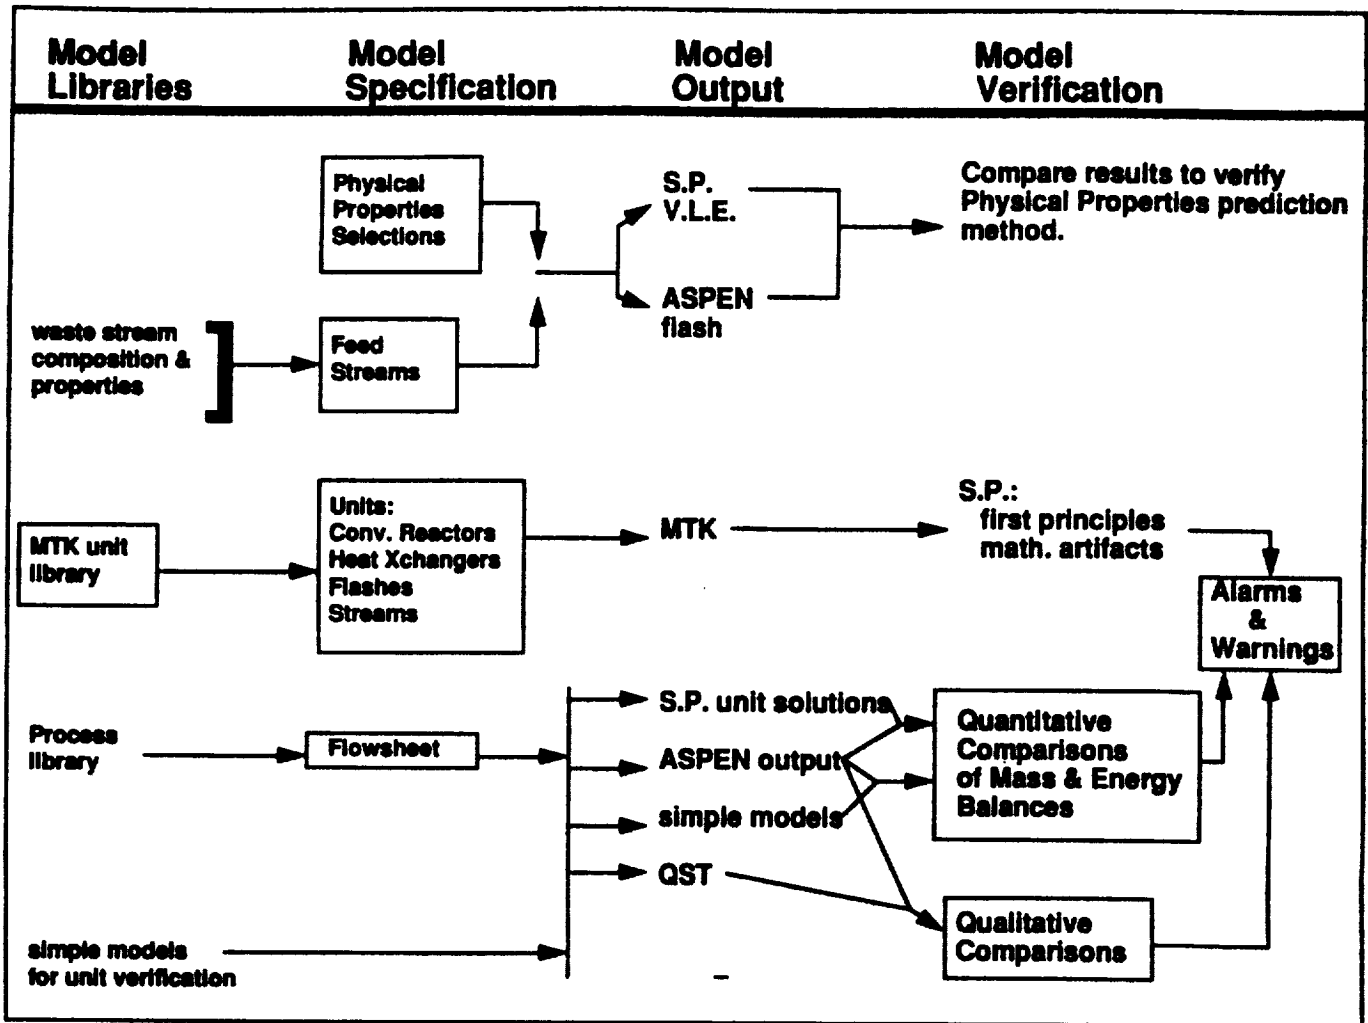 Model Libraries
Model Specification
Model Output
Model Verification
Physical
Properties
Selections
S.P.
V.L.E.
Compare results to verify
Physical Properties prediction
method.
ASPEN
flash
waste stream
composition &
properties
Feed
Streams
MTK unit
library
Units:
Conv. Reactors
Heat Xchangers
Flashes
Streams
MTK
S.P.:
first principles
math. artifacts
Alarms
&
Warnings
Process
library
Flowsheet
S.P. unit solutions
ASPEN output
simple models
QST
Quantitative
Comparisons
of Mass & Energy
Balances
Qualitative
Comparisons
simple models
for unit verification